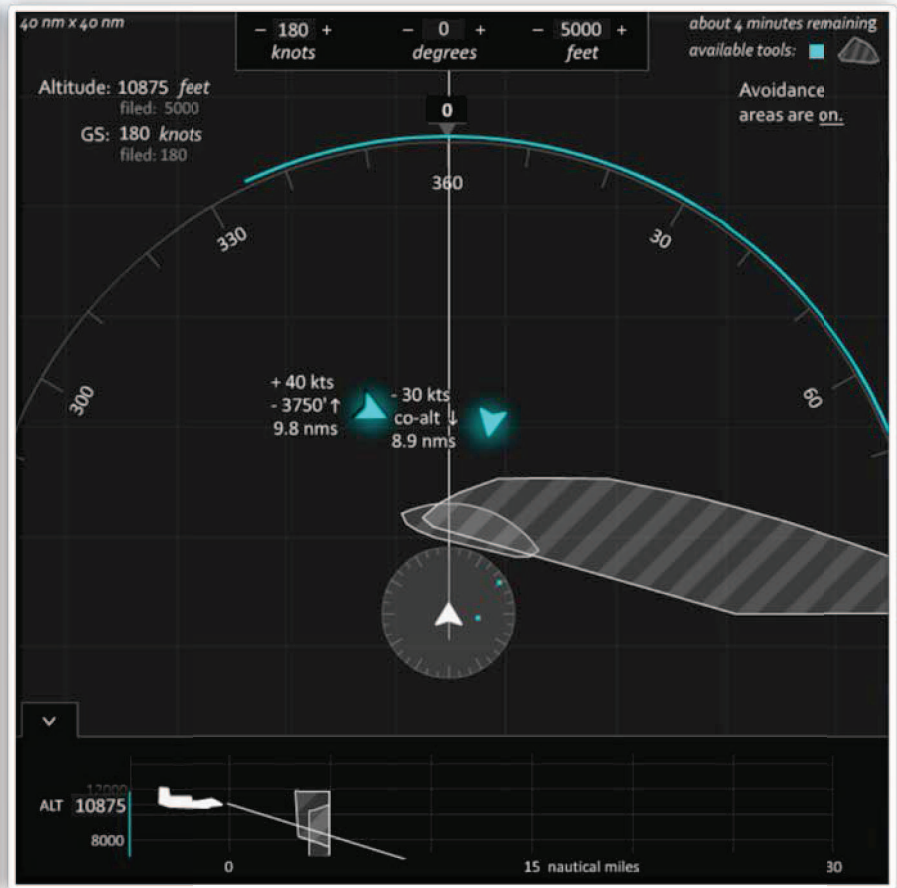 40 nm x 40 nm
− 180 +
knots
− 0 +
degrees
− 5000 +
feet
about 4 minutes remaining
available tools:
Altitude: 10875 feet
filed: 5000
GS: 180 knots
filed: 180
Avoidance
areas are on.
0
360
330
30
300
60
+ 40 kts
- 3750'↑
9.8 nms
- 30 kts
co-alt ↓
8.9 nms
12000
ALT 10875
8000
0
15 nautical miles
30